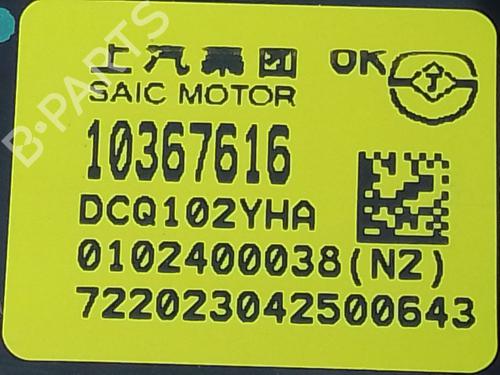 上汽集团 OK
SAIC MOTOR
10367616
DCQ102YHA
0102400038(N2)
722023042500643
B-PARTS